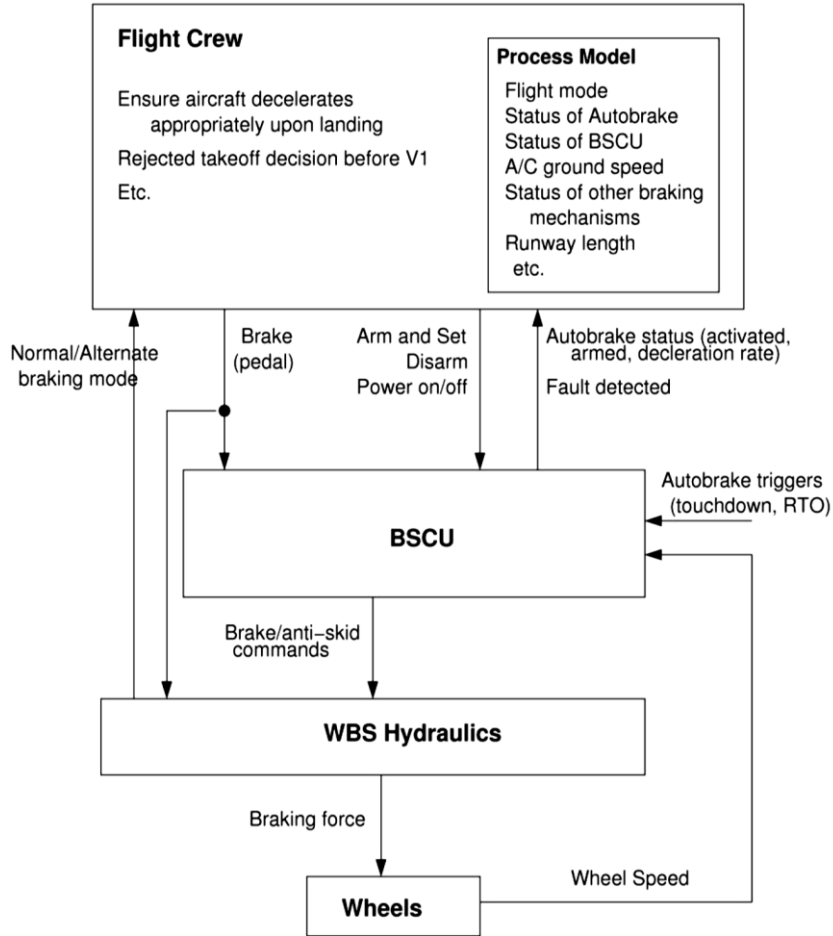 Flight Crew
Ensure aircraft decelerates
appropriately upon landing
Rejected takeoff decision before V1
Etc.
Process Model
Flight mode
Status of Autobrake
Status of BSCU
A/C ground speed
Status of other braking
mechanisms
Runway length
etc.
Normal/Alternate
braking mode
Brake
(pedal)
Arm and Set
Disarm
Power on/off
Autobrake status (activated,
armed, decleration rate)
Fault detected
Autobrake triggers
(touchdown, RTO)
BSCU
Brake/anti−skid
commands
WBS Hydraulics
Braking force
Wheel Speed
Wheels